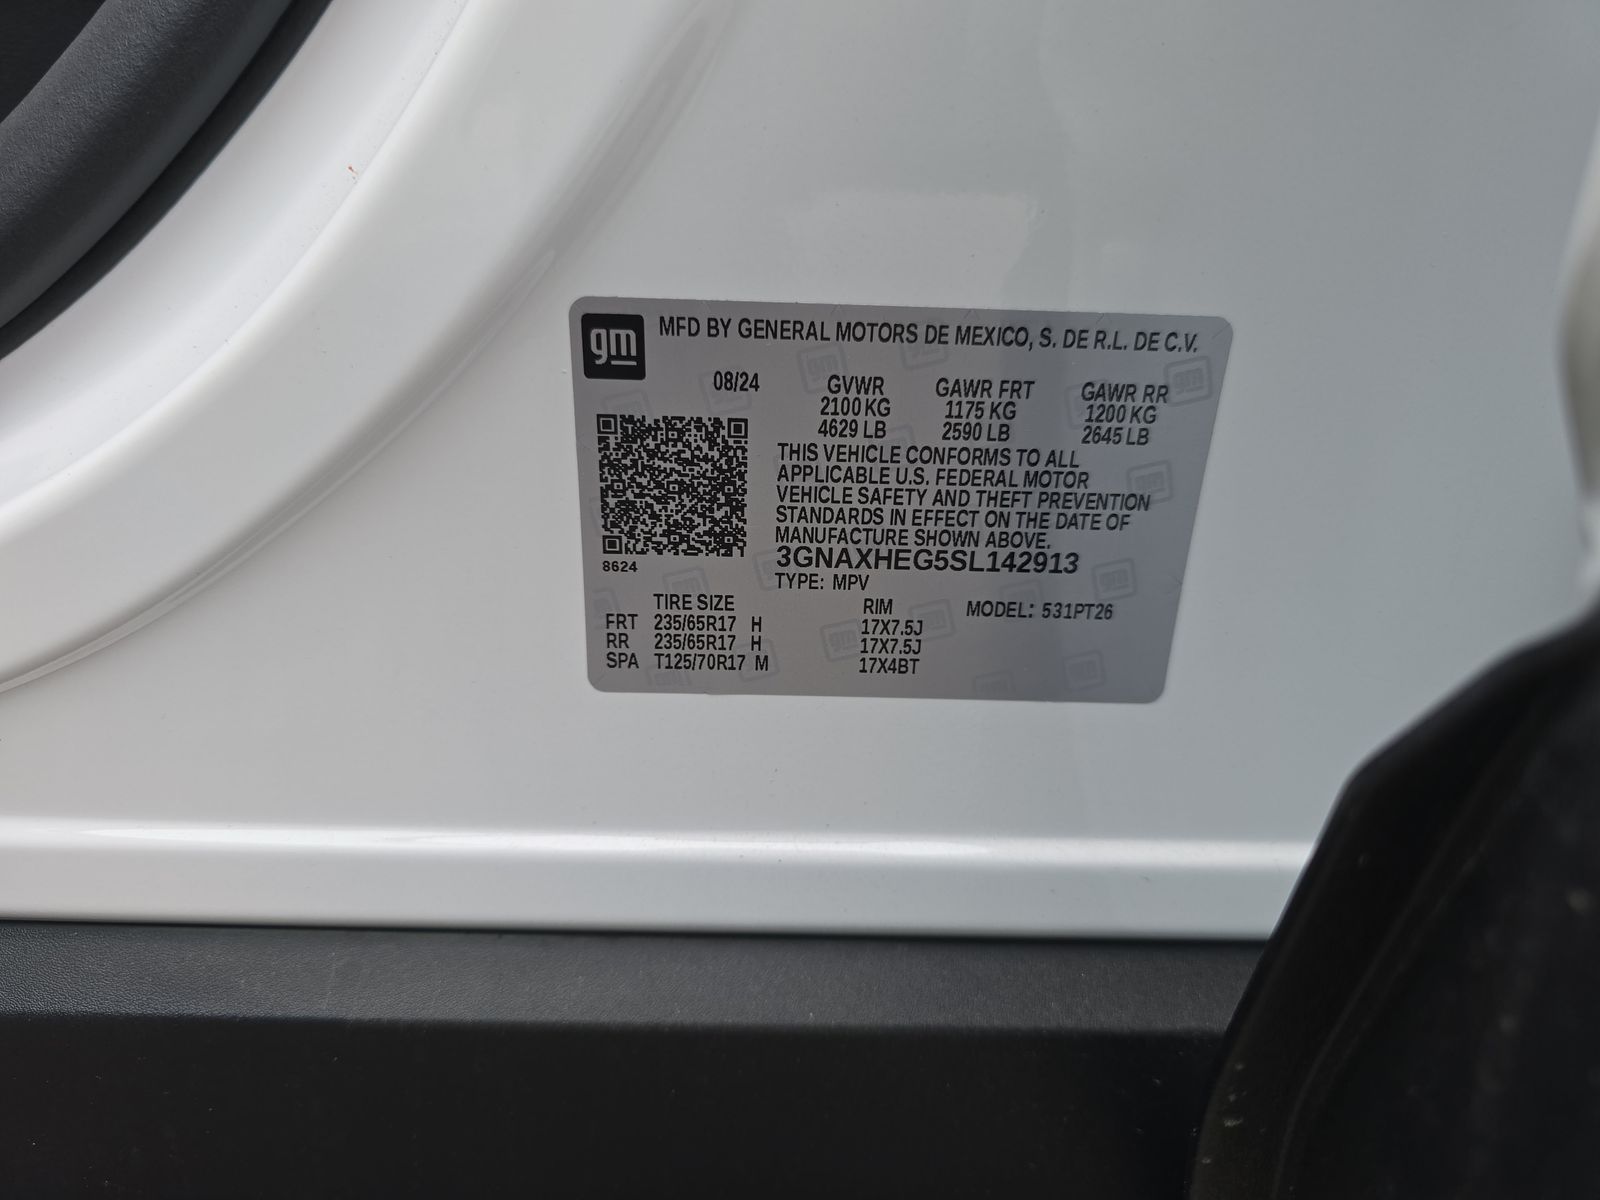 gm MFD BY GENERAL MOTORS DE MEXICO, S. DE R.L. DE C.V.
08/24 GVWR GAWR FRT GAWR RR
2100 KG 1175 KG 1200 KG
4629 LB 2590 LB 2645 LB
THIS VEHICLE CONFORMS TO ALL
APPLICABLE U.S. FEDERAL MOTOR
VEHICLE SAFETY AND THEFT PREVENTION
STANDARDS IN EFFECT ON THE DATE OF
MANUFACTURE SHOWN ABOVE.
3GNAXHEG5SL142913
8624
TYPE: MPV
TIRE SIZE RIM MODEL: 531PT26
FRT 235/65R17 H 17X7.5J
RR 235/65R17 H 17X7.5J
SPA T125/70R17 M 17X4BT